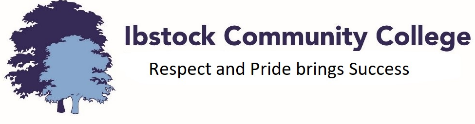 Ibstock Community College
Respect and Pride brings Success